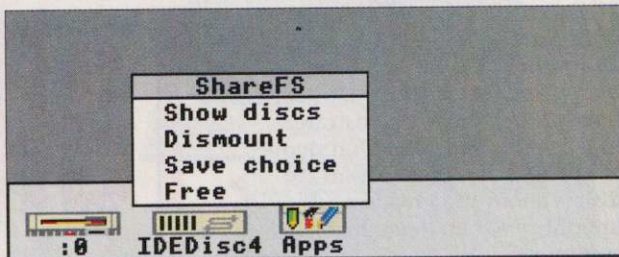 ShareFS
Show discs
Dismount
Save choice
Free
:0 IDEDisc4 Apps